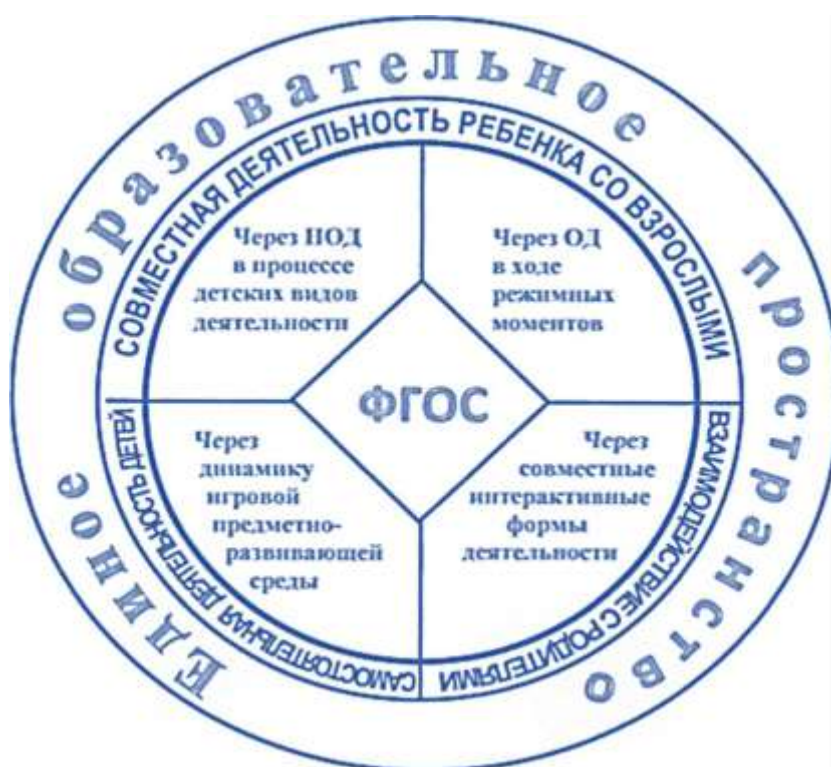 Единое образовательное пространство
СОВМЕСТНАЯ ДЕЯТЕЛЬНОСТЬ РЕБЕНКА СО ВЗРОСЛЫМИ
Через НОД
в процессе
детских видов
деятельности
Через ОД
в ходе
режимных
моментов
ФГОС
Через
динамику
игровой
предметно-
развивающей
среды
Через
совместные
интерактивные
формы
деятельности
САМОСТОЯТЕЛЬНАЯ ДЕЯТЕЛЬНОСТЬ ДЕТЕЙ
ВЗАИМОДЕЙСТВИЕ С РОДИТЕЛЯМИ